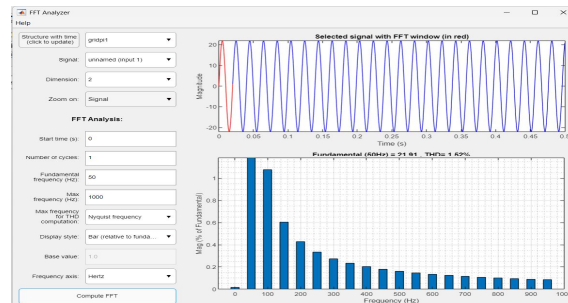 FFT Analyzer
Help
Structure with time
(click to update)
gridpi1
Signal:
unnamed (input 1)
Dimension:
2
Zoom on:
Signal
FFT Analysis:
Start time (s):
0
Number of cycles:
1
Fundamental
frequency (Hz):
50
Max
frequency (Hz):
1000
Max frequency
for THD
computation:
Nyquist frequency
Display style:
Bar (relative to funda...
Base value:
1.0
Frequency axis:
Hertz
Compute FFT
Selected signal with FFT window (in red)
Magnitude
20
10
0
-10
-20
0 0.05 0.1 0.15 0.2 0.25 0.3 0.35 0.4 0.45 0.5
Time (s)
Fundamental (50Hz) = 21.91 , THD= 1.52%
Mag (% of Fundamental)
1
0.8
0.6
0.4
0.2
0
0 100 200 300 400 500 600 700 800 900 1000
Frequency (Hz)